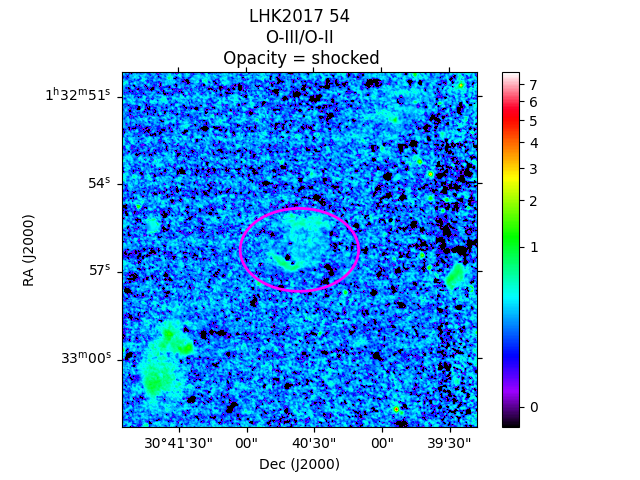 LHK2017 54
O-III/O-II
Opacity = shocked
1ʰ32ᵐ51ˢ
54ˢ
57ˢ
33ᵐ00ˢ
RA (J2000)
30°41'30" 00" 40'30" 00" 39'30"
Dec (J2000)
7
6
5
4
3
2
1
0